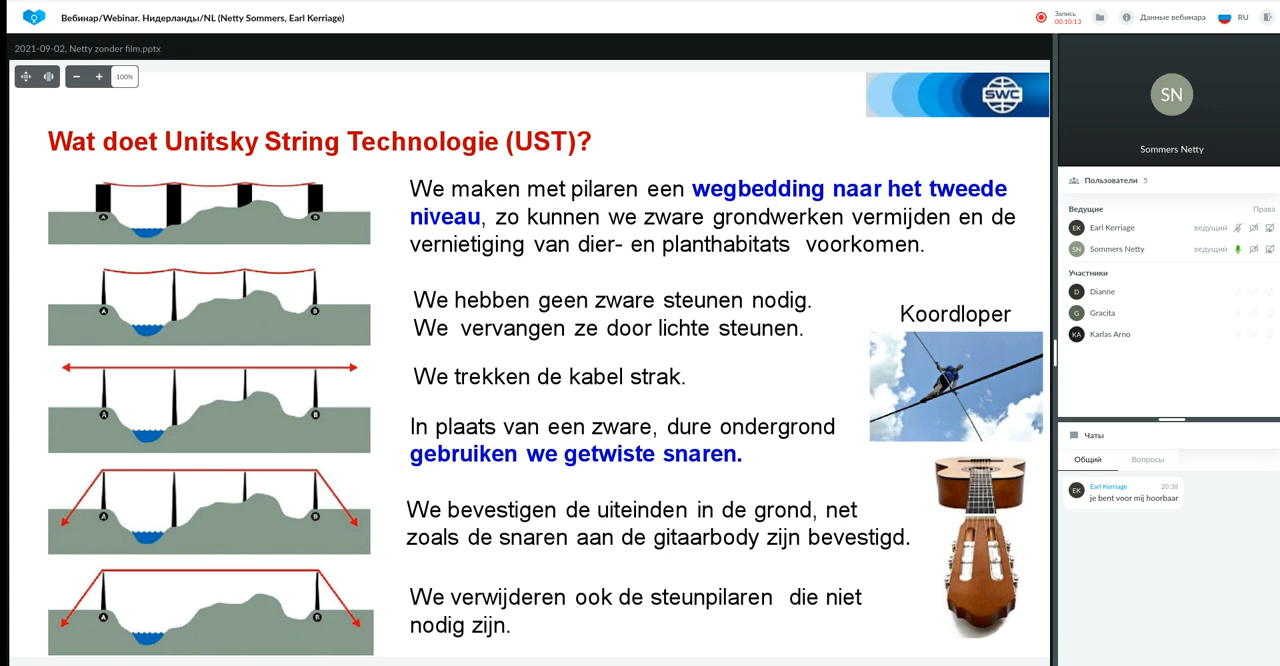 Вебинар/Webinar. Нидерланды/NL (Netty Sommers, Earl Kerriage)
Запись
00:10:13
Данные вебинара
RU
2021-09-02, Netty zonder film.pptx
100%
SWC
Wat doet Unitsky String Technologie (UST)?
We maken met pilaren een wegbedding naar het tweede
niveau, zo kunnen we zware grondwerken vermijden en de
vernietiging van dier- en planthabitats voorkomen.
A
B
We hebben geen zware steunen nodig.
We vervangen ze door lichte steunen.
A
B
Koordloper
We trekken de kabel strak.
A
B
In plaats van een zware, dure ondergrond
gebruiken we getwiste snaren.
We bevestigen de uiteinden in de grond, net
zoals de snaren aan de gitaarbody zijn bevestigd.
A
B
We verwijderen ook de steunpilaren die niet
nodig zijn.
A
B
SN
Sommers Netty
Пользователи 5
Ведущие
Права
EK Earl Kerriage ведущий
SN Sommers Netty ведущий
Участники
D Dianne
G Gracita
KA Karlas Arno
Чаты
Общий Вопросы
EK Earl Kerriage 20:38
je bent voor mij hoorbaar